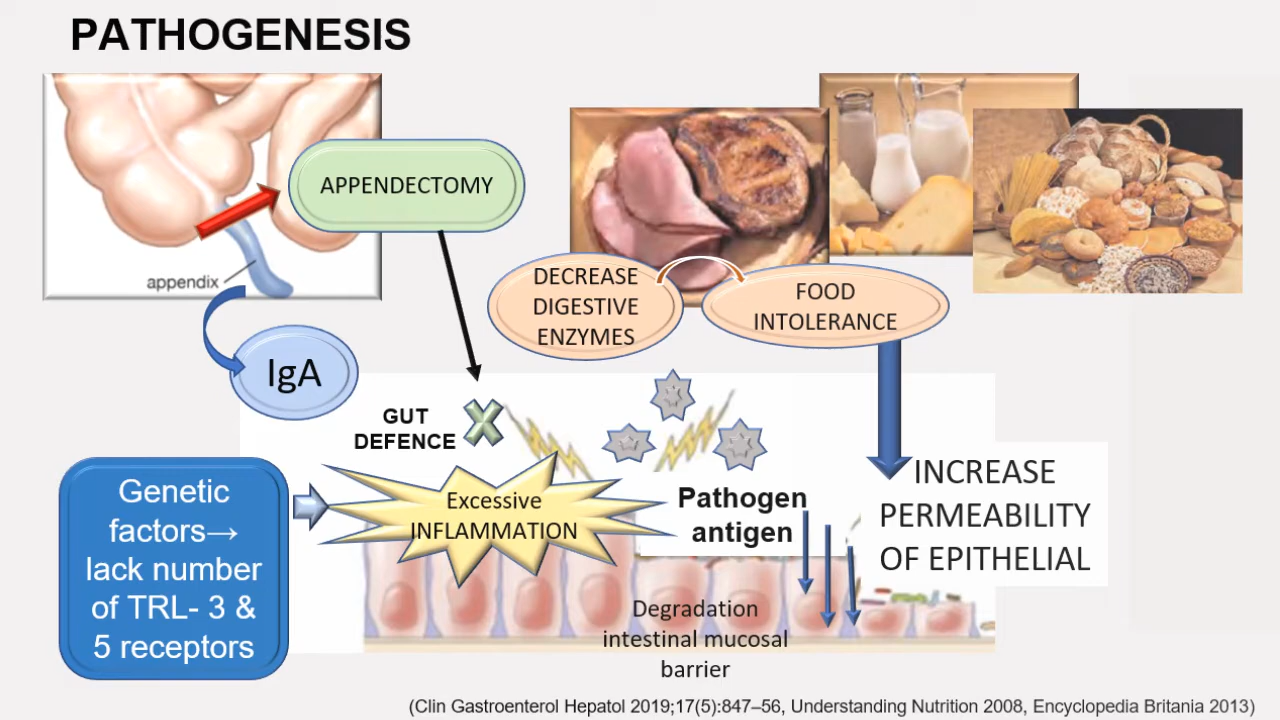 PATHOGENESIS
APPENDECTOMY
appendix
IgA
DECREASE
DIGESTIVE
ENZYMES
FOOD
INTOLERANCE
GUT
DEFENCE
Genetic
factors→
lack number
of TRL- 3 &
5 receptors
Excessive
INFLAMMATION
Pathogen
antigen
INCREASE
PERMEABILITY
OF EPITHELIAL
Degradation
intestinal mucosal
barrier
(Clin Gastroenterol Hepatol 2019;17(5):847–56, Understanding Nutrition 2008, Encyclopedia Britania 2013)